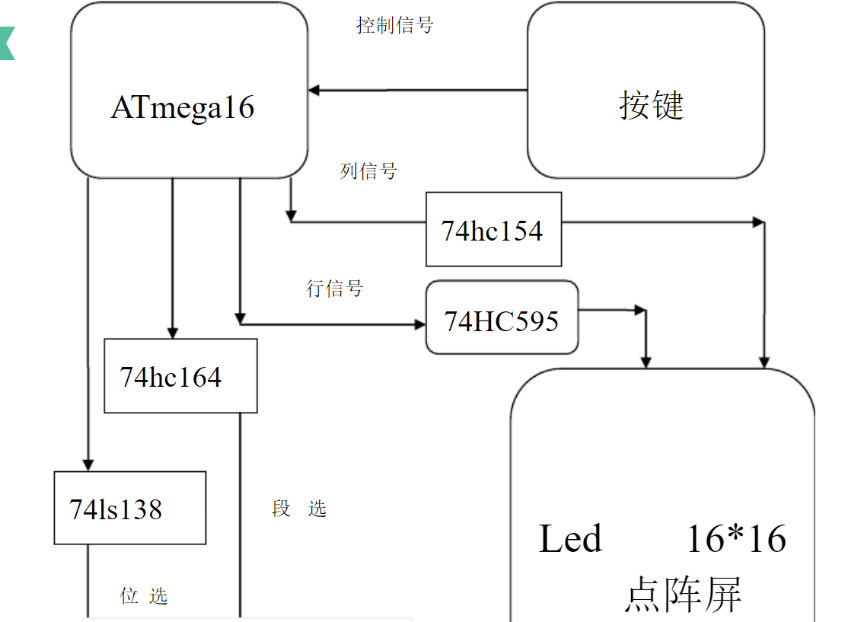 控制信号
ATmega16
按键
列信号
74hc154
行信号
74HC595
74hc164
74ls138
段 选
Led 16*16
点阵屏
位 选